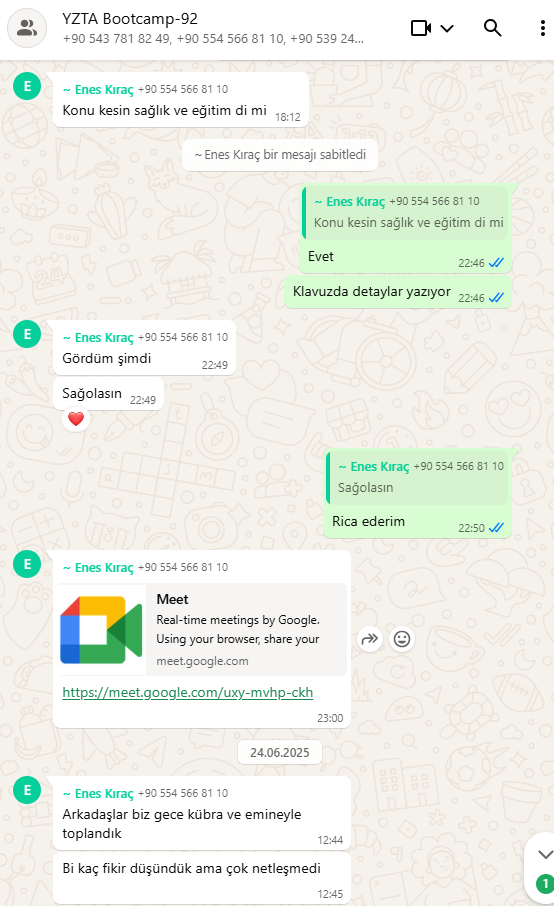 YZTA Bootcamp-92
+90 543 781 82 49, +90 554 566 81 10, +90 539 24...
E
~ Enes Kıraç +90 554 566 81 10
Konu kesin sağlık ve eğitim di mi
18:12
~ Enes Kıraç bir mesajı sabitledi
~ Enes Kıraç +90 554 566 81 10
Konu kesin sağlık ve eğitim di mi
Evet
22:46
Klavuzda detaylar yazıyor
22:46
E
~ Enes Kıraç +90 554 566 81 10
Gördüm şimdi
22:49
Sağolasın
22:49
~ Enes Kıraç +90 554 566 81 10
Sağolasın
Rica ederim
22:50
E
~ Enes Kıraç +90 554 566 81 10
Meet
Real-time meetings by Google.
Using your browser, share your
meet.google.com
https://meet.google.com/uxy-mvhp-ckh
23:00
24.06.2025
E
~ Enes Kıraç +90 554 566 81 10
Arkadaşlar biz gece kübra ve emineyle
toplandık
12:44
Bi kaç fikir düşündük ama çok netleşmedi
12:45
1